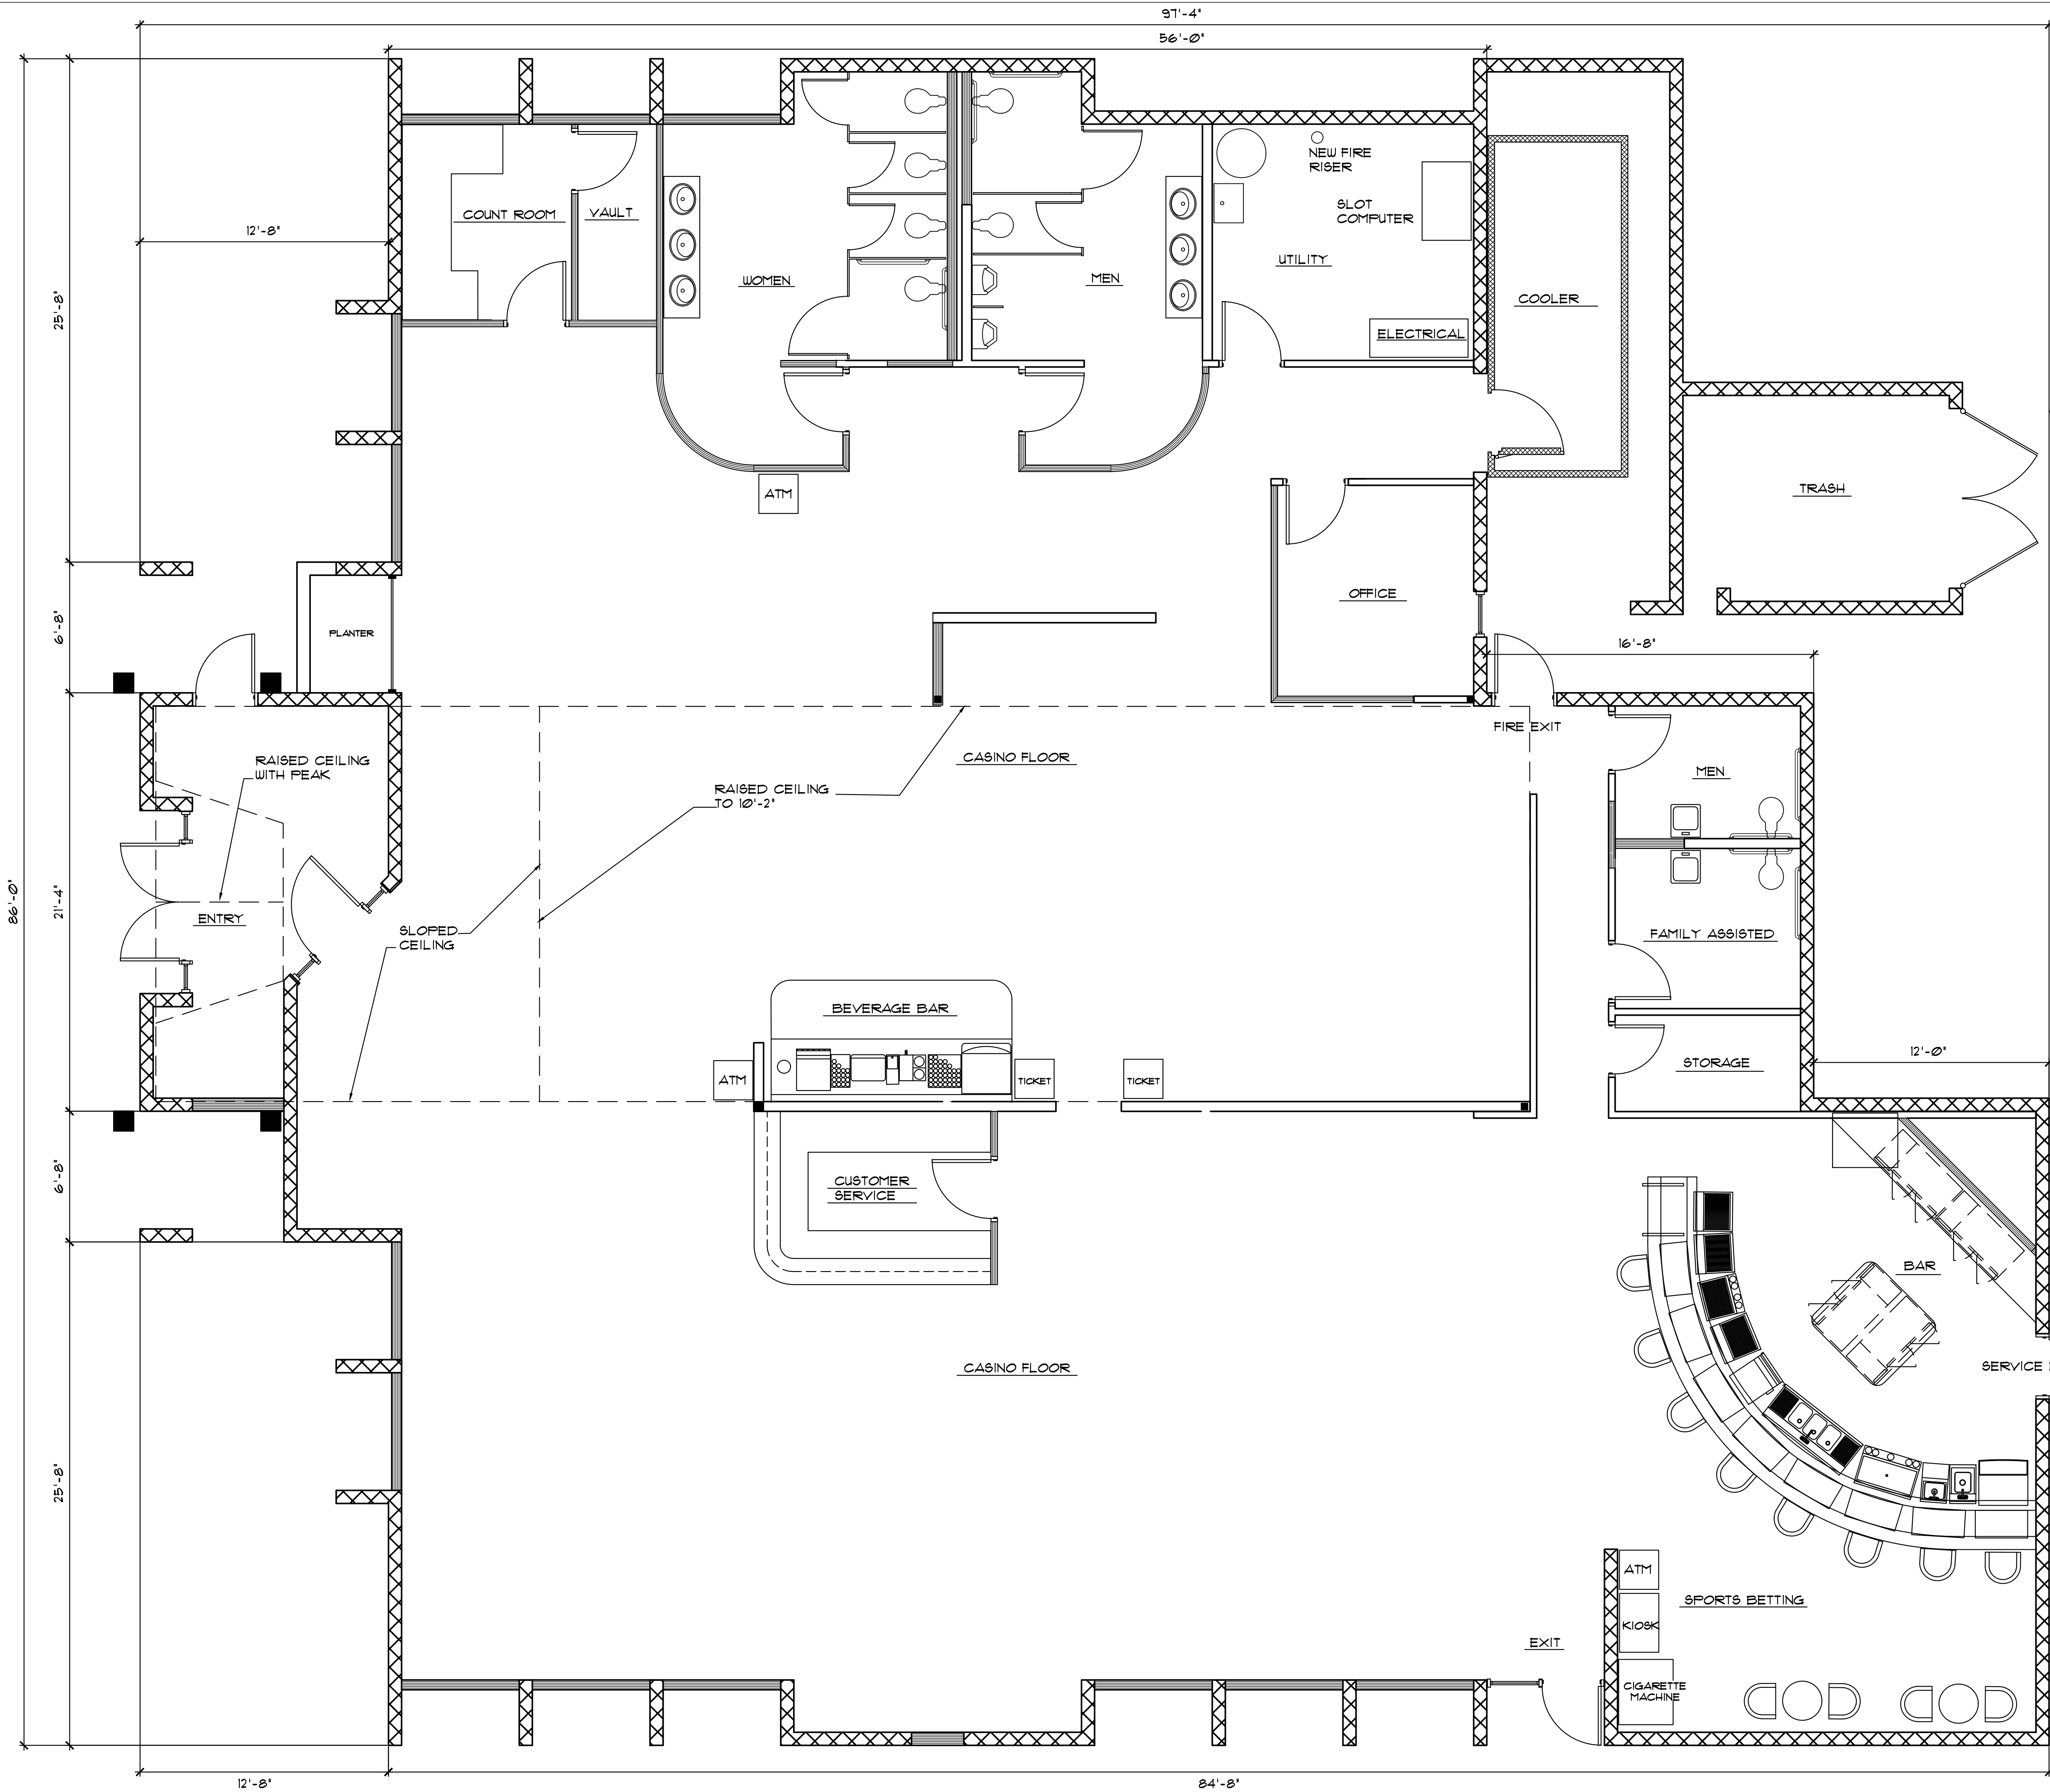 97'-4"
56'-0"
NEW FIRE
RISER
SLOT
COMPUTER
COUNT ROOM
VAULT
12'-8"
UTILITY
WOMEN
MEN
COOLER
25'-8"
ELECTRICAL
ATM
TRASH
OFFICE
6'-8"
PLANTER
16'-8"
FIRE EXIT
CASINO FLOOR
RAISED CEILING
WITH PEAK
MEN
RAISED CEILING
TO 10'-2"
86'-0"
21'-4"
ENTRY
SLOPED
CEILING
FAMILY ASSISTED
BEVERAGE BAR
12'-0"
STORAGE
ATM
TICKET
TICKET
6'-8"
CUSTOMER
SERVICE
BAR
CASINO FLOOR
SERVICE
25'-8"
ATM
SPORTS BETTING
KIOSK
EXIT
CIGARETTE
MACHINE
12'-8"
84'-8"